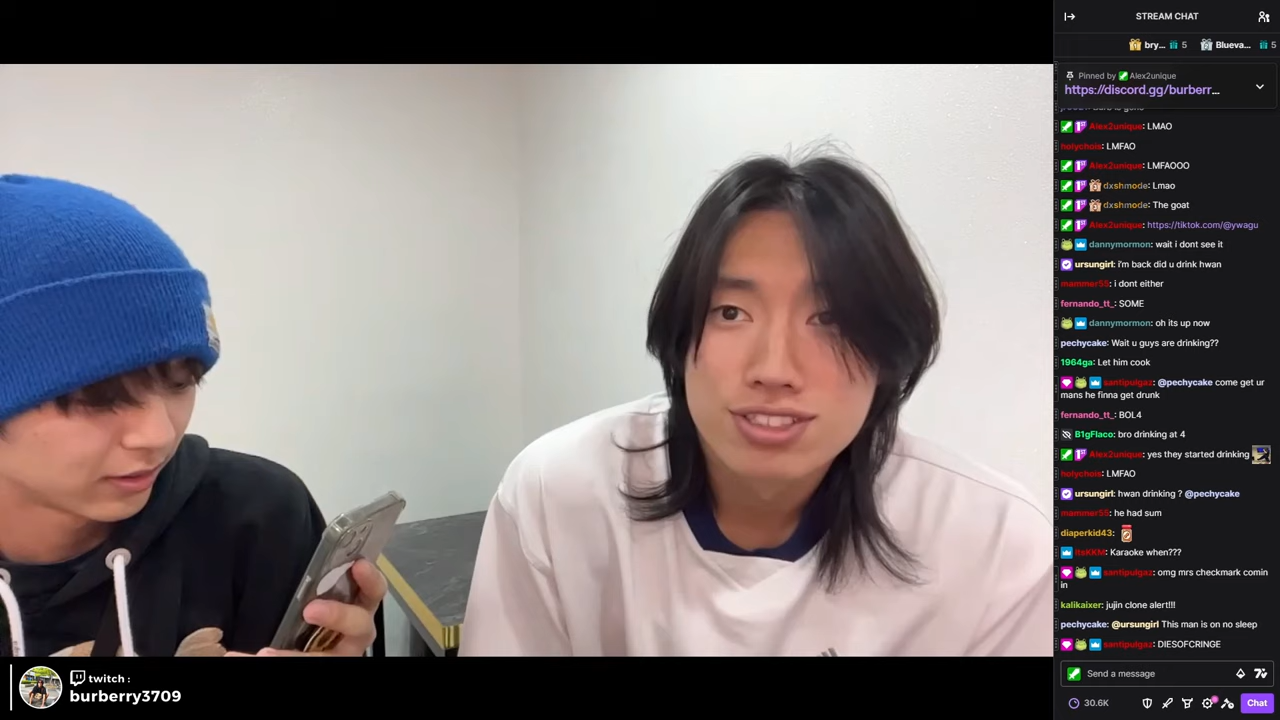 STREAM CHAT
bry... 5 Blueva... 5
Pinned by Alex2unique
https://discord.gg/burberr...
Alex2unique: LMAO
holychois: LMFAO
Alex2unique: LMFAOOO
dxshmode: Lmao
dxshmode: The goat
Alex2unique: https://tiktok.com/@ywagu
dannymormon: wait i dont see it
ursungirl: i'm back did u drink hwan
mammer55: i dont either
fernando_tt_: SOME
dannymormon: oh its up now
pechycake: Wait u guys are drinking??
1964ga: Let him cook
santipulgaz: @pechycake come get ur
mans he finna get drunk
fernando_tt_: BOL4
B1gFlaco: bro drinking at 4
Alex2unique: yes they started drinking
holychois: LMFAO
ursungirl: hwan drinking ? @pechycake
mammer55: he had sum
diaperkid43:
ItsKKM: Karaoke when???
santipulgaz: omg mrs checkmark comin
in
kalikaixer: jujin clone alert!!!
pechycake: @ursungirl This man is on no sleep
santipulgaz: DIESOFCRINGE
Send a message
30.6K
Chat
twitch :
burberry3709